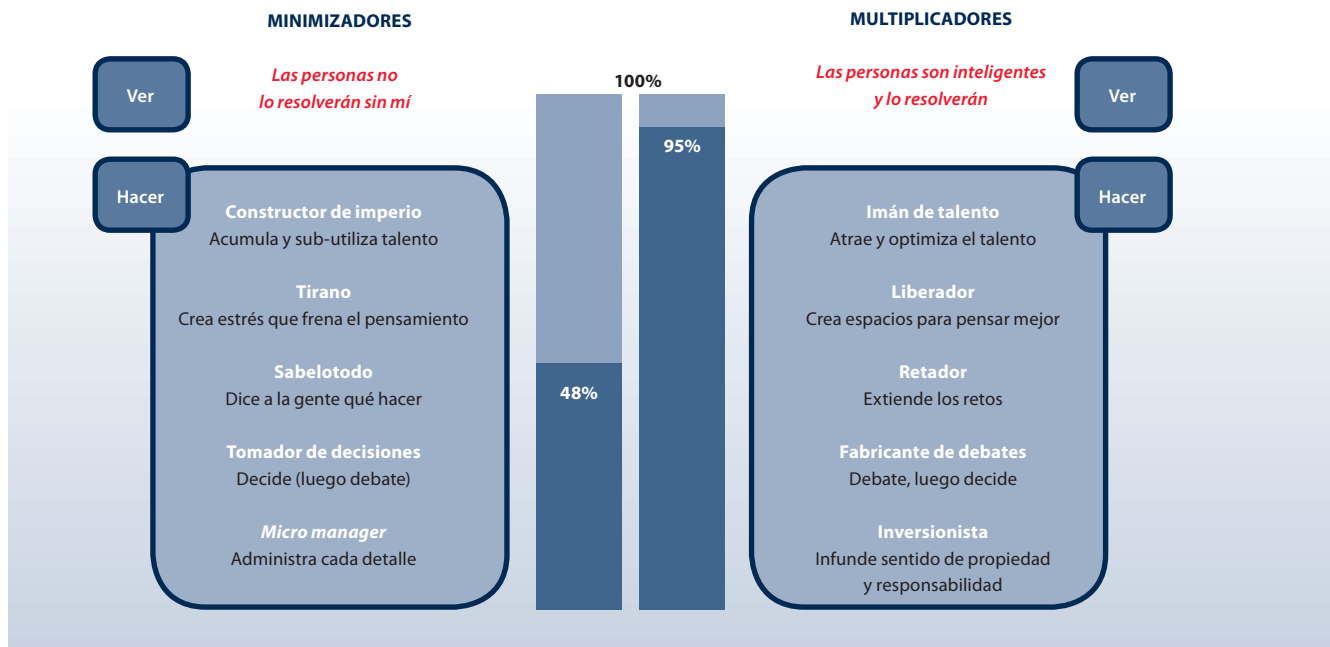 MINIMIZADORES
Ver
Las personas no
lo resolverán sin mí
Hacer
Constructor de imperio
Acumula y sub-utiliza talento
Tirano
Crea estrés que frena el pensamiento
Sabelotodo
Dice a la gente qué hacer
Tomador de decisiones
Decide (luego debate)
Micro manager
Administra cada detalle
100%
48%
95%
MULTIPLICADORES
Las personas son inteligentes
y lo resolverán
Ver
Hacer
Imán de talento
Atrae y optimiza el talento
Liberador
Crea espacios para pensar mejor
Retador
Extiende los retos
Fabricante de debates
Debate, luego decide
Inversionista
Infunde sentido de propiedad
y responsabilidad